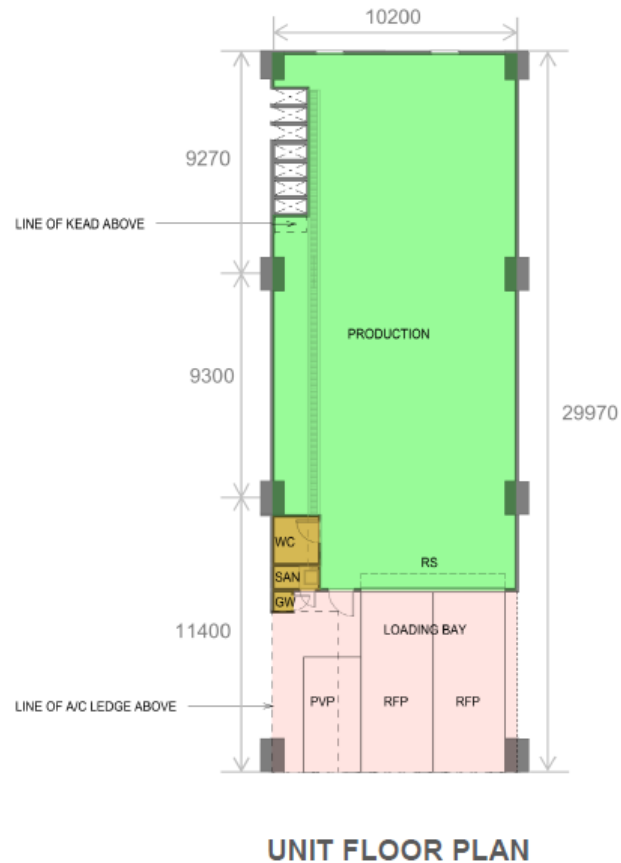 10200
9270
LINE OF KEAD ABOVE
PRODUCTION
9300
29970
WC
RS
SAN
GW
11400
LOADING BAY
LINE OF A/C LEDGE ABOVE
PVP
RFP
RFP
UNIT FLOOR PLAN